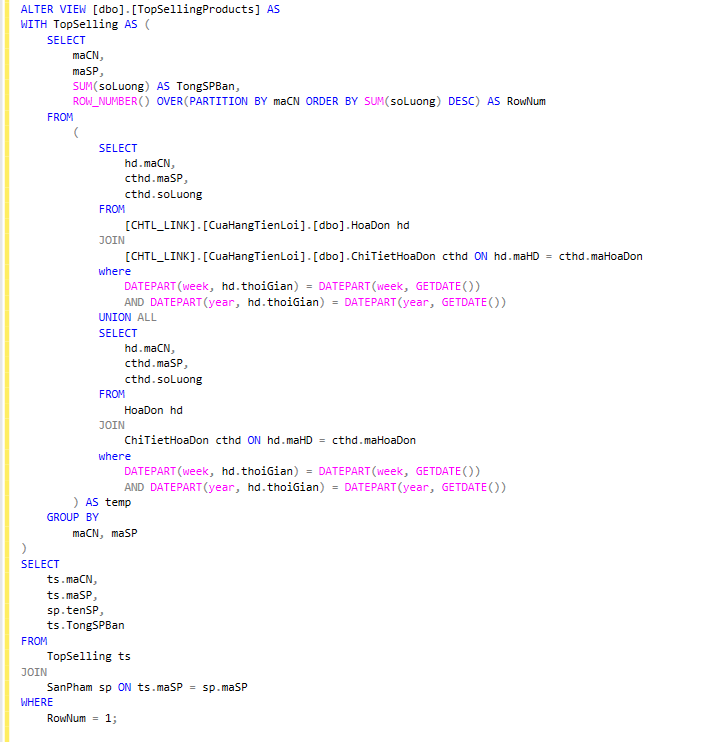 ALTER VIEW [dbo].[TopSellingProducts] AS
WITH TopSelling AS (
    SELECT
        maCN,
        maSP,
        SUM(soLuong) AS TongSPBan,
        ROW_NUMBER() OVER(PARTITION BY maCN ORDER BY SUM(soLuong) DESC) AS RowNum
    FROM
        (
            SELECT
                hd.maCN,
                cthd.maSP,
                cthd.soLuong
            FROM
                [CHTL_LINK].[CuaHangTienLoi].[dbo].HoaDon hd
            JOIN
                [CHTL_LINK].[CuaHangTienLoi].[dbo].ChiTietHoaDon cthd ON hd.maHD = cthd.maHoaDon
            where
                DATEPART(week, hd.thoiGian) = DATEPART(week, GETDATE())
                AND DATEPART(year, hd.thoiGian) = DATEPART(year, GETDATE())
            UNION ALL
            SELECT
                hd.maCN,
                cthd.maSP,
                cthd.soLuong
            FROM
                HoaDon hd
            JOIN
                ChiTietHoaDon cthd ON hd.maHD = cthd.maHoaDon
            where
                DATEPART(week, hd.thoiGian) = DATEPART(week, GETDATE())
                AND DATEPART(year, hd.thoiGian) = DATEPART(year, GETDATE())
        ) AS temp
    GROUP BY
        maCN, maSP
)
SELECT
    ts.maCN,
    ts.maSP,
    sp.tenSP,
    ts.TongSPBan
FROM
    TopSelling ts
JOIN
    SanPham sp ON ts.maSP = sp.maSP
WHERE
    RowNum = 1;